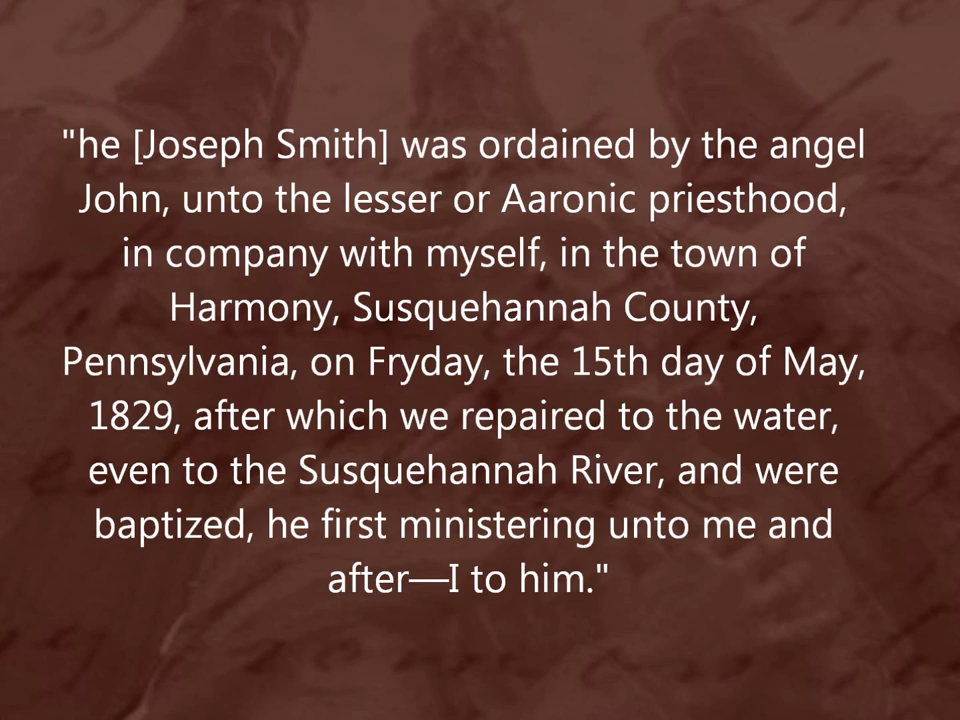 "he [Joseph Smith] was ordained by the angel
John, unto the lesser or Aaronic priesthood,
in company with myself, in the town of
Harmony, Susquehannah County,
Pennsylvania, on Fryday, the 15th day of May,
1829, after which we repaired to the water,
even to the Susquehannah River, and were
baptized, he first ministering unto me and
after—I to him."